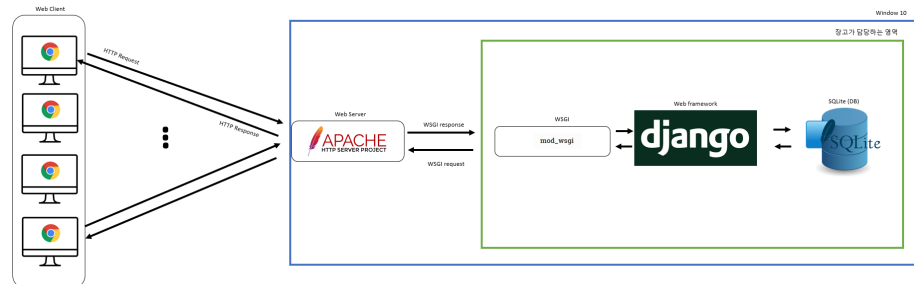 Web Client
Window 10
장고가 담당하는 영역
HTTP Request
HTTP Response
Web Server
APACHE
HTTP SERVER PROJECT
WSGI response
WSGI request
WSGI
mod_wsgi
Web framework
django
SQLite (DB)
SQLite